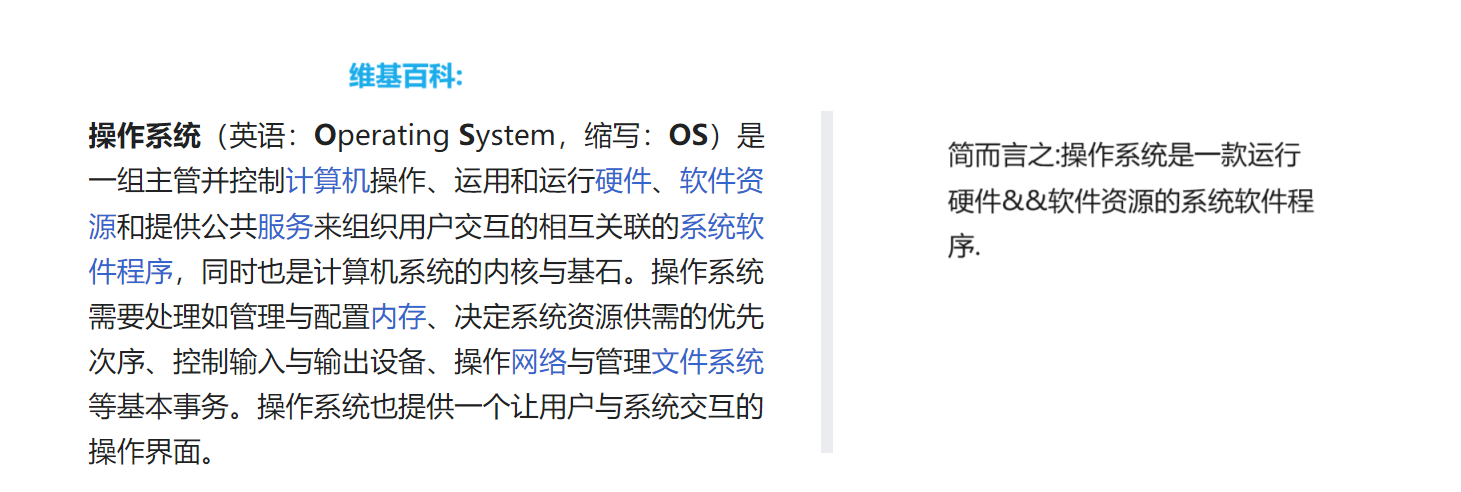 维基百科:
操作系统（英语：Operating System，缩写：OS）是
一组主管并控制计算机操作、运用和运行硬件、软件资
源和提供公共服务来组织用户交互的相互关联的系统软
件程序，同时也是计算机系统的内核与基石。操作系统
需要处理如管理与配置内存、决定系统资源供需的优先
次序、控制输入与输出设备、操作网络与管理文件系统
等基本事务。操作系统也提供一个让用户与系统交互的
操作界面。
简而言之:操作系统是一款运行
硬件&&软件资源的系统软件程
序.